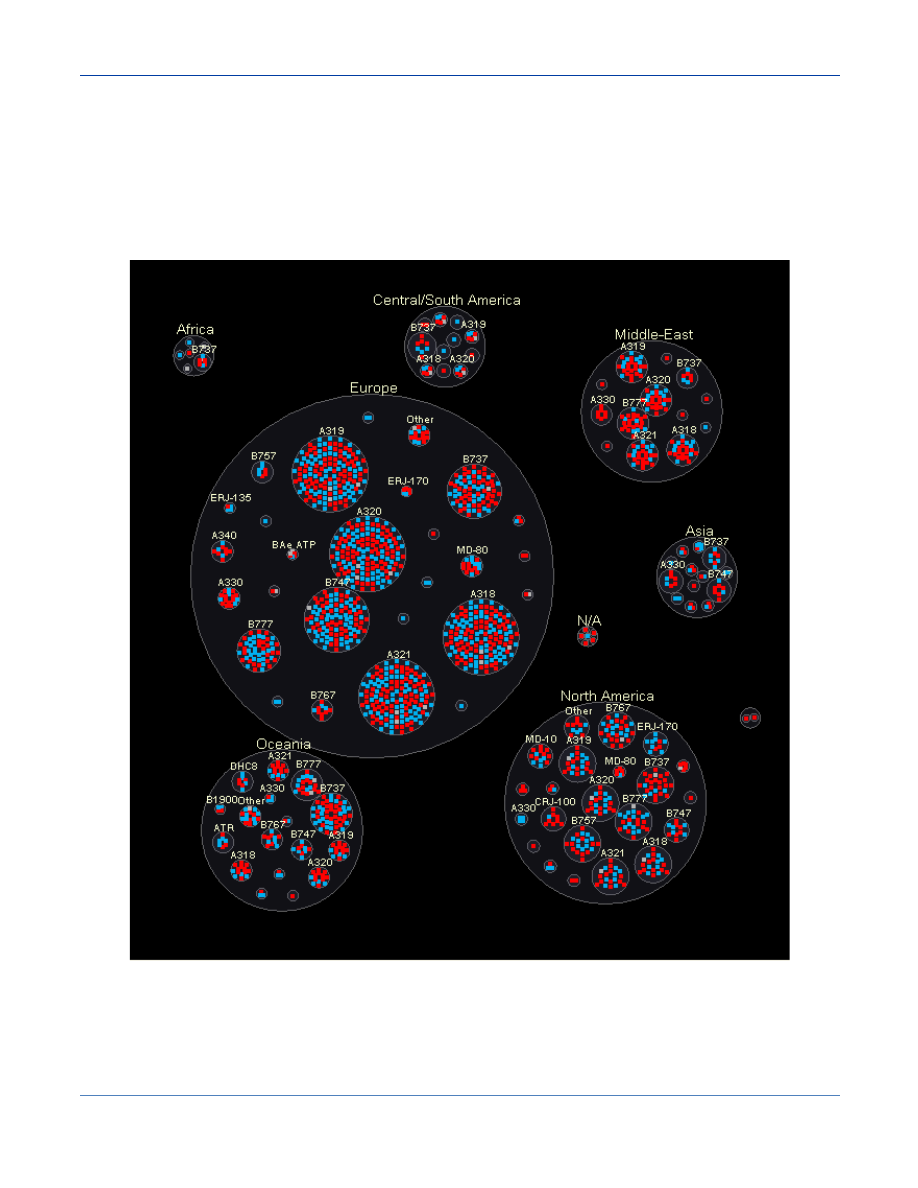 Africa
B737
Central/South America
B737
A319
A318
A320
Middle-East
A319
B737
A320
A330
B777
A321
A318
Europe
Other
A319
B757
B737
ERJ-170
ERJ-135
A320
A340
BAe ATP
MD-80
A330
B747
A318
B777
A321
B767
Asia
B737
A330
B747
N/A
North America
Other
B767
ERJ-170
MD-10
A319
MD-80
B737
A320
A330
CRJ-100
B777
B747
B757
A318
A321
Oceania
A321
DHC8
B777
A330
B737
B1900
Other
ATR
B767
B747
A319
A318
A320